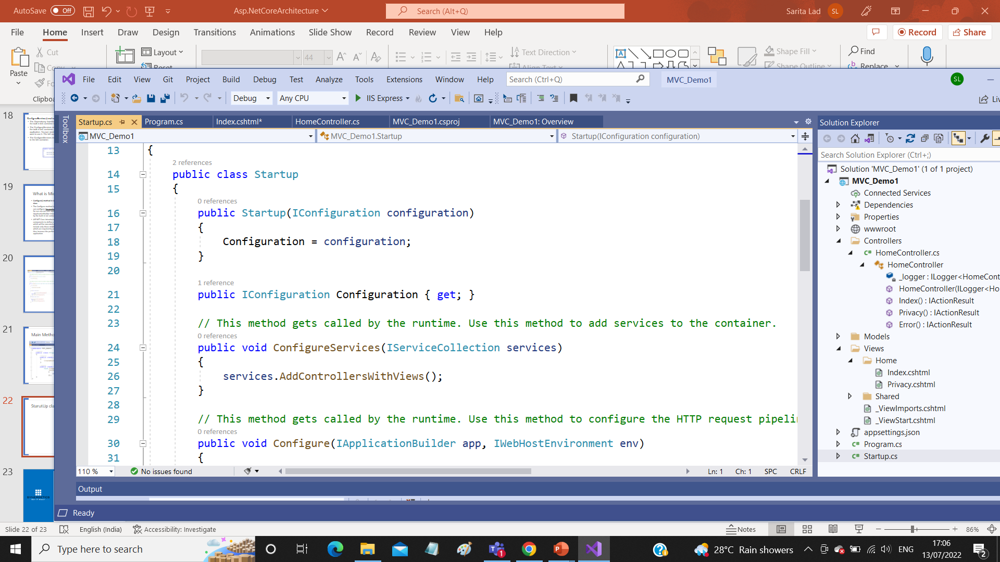 AutoSave Off Asp.NetCoreArchitecture Search (Alt+Q) Sarita Lad SL
File Home Insert Draw Design Transitions Animations Slide Show Record Review View Help Record Share
Paste Cut Layout 44 Text Direction Shape Fill Find
Copy Reset Align Text Shape Outline Replace
File Edit View Git Project Build Debug Test Analyze Tools Extensions Window Help Search (Ctrl+Q) MVC_Demo1 SL
Debug Any CPU IIS Express
Toolbox
Startup.cs Program.cs Index.cshtml* HomeController.cs MVC_Demo1.csproj MVC_Demo1: Overview
MVC_Demo1 MVC_Demo1.Startup Startup(IConfiguration configuration)
13 {
2 references
14 public class Startup
15 {
0 references
16 public Startup(IConfiguration configuration)
17 {
18 Configuration = configuration;
19 }
20
1 reference
21 public IConfiguration Configuration { get; }
22
23 // This method gets called by the runtime. Use this method to add services to the container.
0 references
24 public void ConfigureServices(IServiceCollection services)
25 {
26 services.AddControllersWithViews();
27 }
28
29 // This method gets called by the runtime. Use this method to configure the HTTP request pipelin
0 references
30 public void Configure(IApplicationBuilder app, IWebHostEnvironment env)
31 {
110 % No issues found Ln: 1 Ch: 1 SPC CRLF
Output
Ready
Solution Explorer
Search Solution Explorer (Ctrl+;)
Solution 'MVC_Demo1' (1 of 1 project)
MVC_Demo1
Connected Services
Dependencies
Properties
wwwroot
Controllers
HomeController.cs
HomeController
_logger : ILogger<HomeCont
HomeController(ILogger<Ho
Index() : IActionResult
Privacy() : IActionResult
Error() : IActionResult
Models
Views
Home
Index.cshtml
Privacy.cshtml
Shared
_ViewImports.cshtml
_ViewStart.cshtml
appsettings.json
Program.cs
Startup.cs
18
19
What is Mi
20
21
Main Metho
22
StarutUp cla
23
SYNERGETICS
Slide 22 of 23 English (India) Accessibility: Investigate Notes 86%
Type here to search 28°C Rain showers ENG 17:06
13/07/2022 2